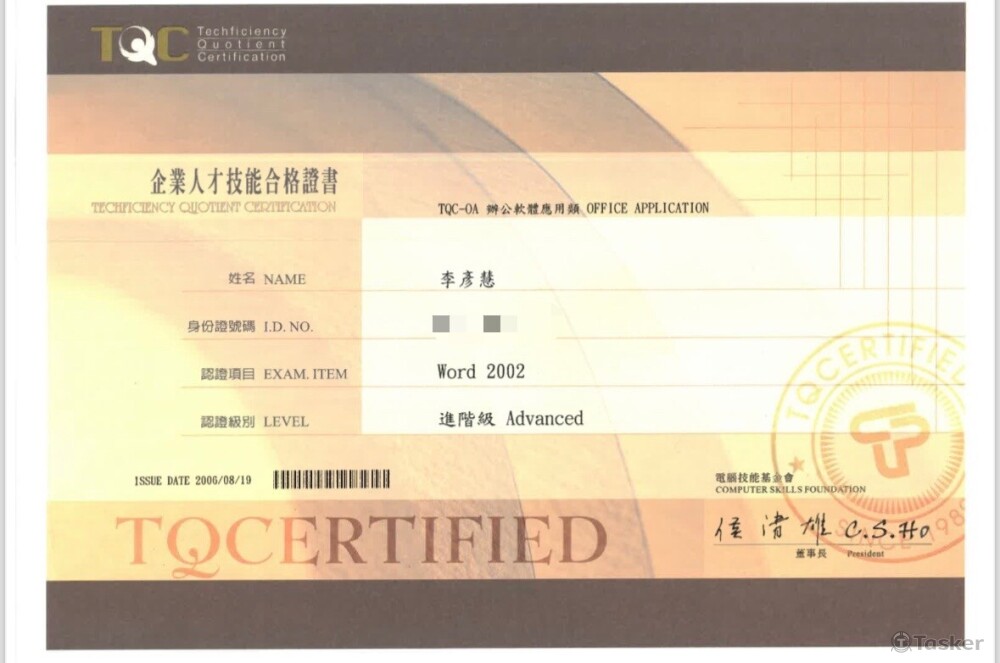 TQC Techficiency
Quotient
Certification
企業人才技能合格證書
TECHFICIENCY QUOTIENT CERTIFICATION
TQC-OA 辦公軟體應用類 OFFICE APPLICATION
姓名 NAME 李彥慧
身份證號碼 I.D. NO.
認證項目 EXAM. ITEM Word 2002
認證級別 LEVEL 進階級 Advanced
ISSUE DATE 2006/08/19
電腦技能基金會
COMPUTER SKILLS FOUNDATION
TQCERTIFIED
侯清雄 C.S.Ho
董事長 President
TQCERTIFIED
SINCE 1989
Tasker